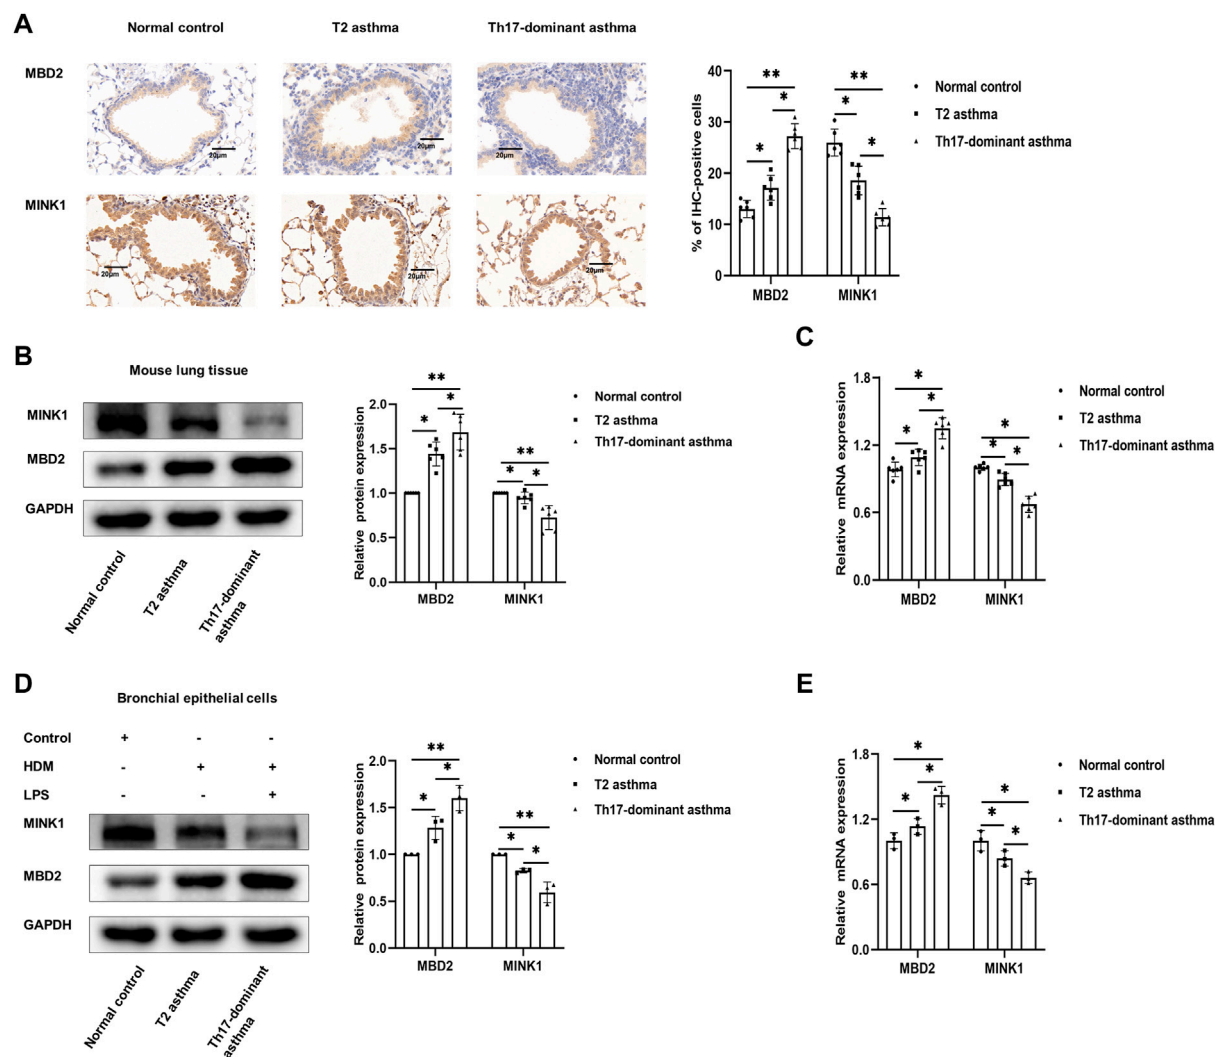 A
Normal control
T2 asthma
Th17-dominant asthma
MBD2
20μm
20μm
20μm
MINK1
20μm
20μm
20μm
% of IHC-positive cells
40
30
20
10
0
** **
* *
* *
MBD2
MINK1
Normal control
T2 asthma
Th17-dominant asthma
B
Mouse lung tissue
MINK1
MBD2
GAPDH
Normal control
T2 asthma
Th17-dominant
asthma
Relative protein expression
2.0
1.5
1.0
0.5
0.0
**
* *
**
* *
MBD2
MINK1
Normal control
T2 asthma
Th17-dominant asthma
C
Relative mRNA expression
1.8
1.2
0.6
0.0
*
*
*
*
* *
MBD2
MINK1
Normal control
T2 asthma
Th17-dominant asthma
D
Bronchial epithelial cells
Control + - -
HDM - + +
LPS - - +
MINK1
MBD2
GAPDH
Normal control
T2 asthma
Th17-dominant
asthma
Relative protein expression
2.0
1.5
1.0
0.5
0.0
**
*
*
**
*
*
MBD2
MINK1
Normal control
T2 asthma
Th17-dominant asthma
E
Relative mRNA expression
1.8
1.2
0.6
0.0
*
*
*
*
*
*
MBD2
MINK1
Normal control
T2 asthma
Th17-dominant asthma